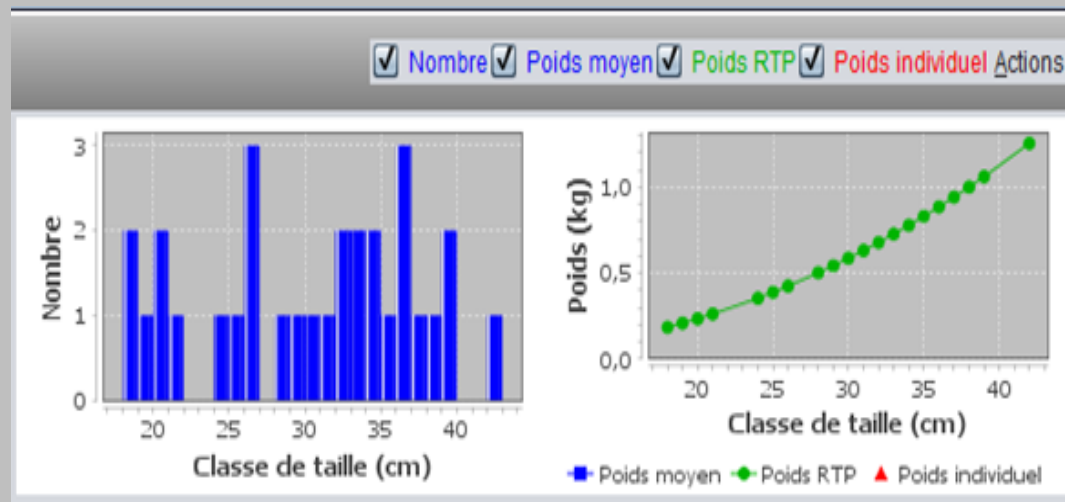 Nombre Poids moyen Poids RTP Poids individuel Actions
3
2
1
0
Nombre
20 25 30 35 40
Classe de taille (cm)
1,0
0,5
0,0
Poids (kg)
20 25 30 35 40
Classe de taille (cm)
Poids moyen Poids RTP Poids individuel